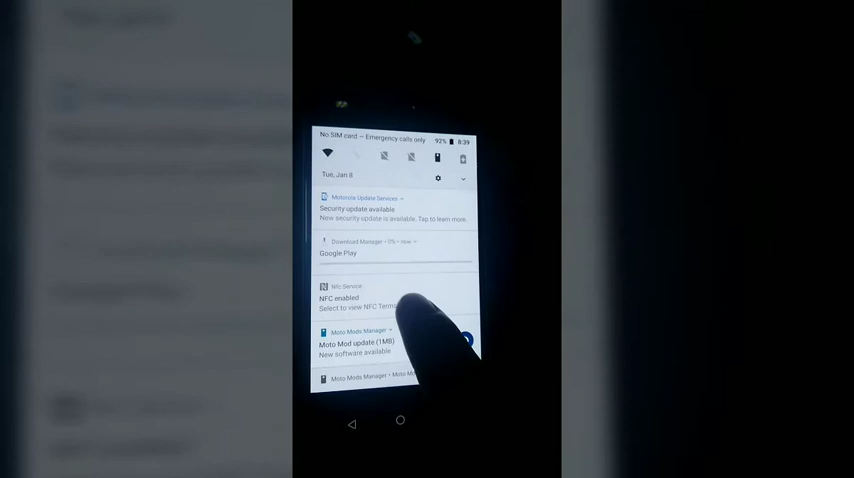 No SIM card — Emergency calls only 92% 8:39
Tue, Jan 8
Motorola Update Services
Security update available
New security update is available. Tap to learn more.
Download Manager • 0% • now
Google Play
Nfc Service
NFC enabled
Select to view NFC Terms
Moto Mods Manager
Moto Mod update (1MB)
New software available
Moto Mods Manager • Moto